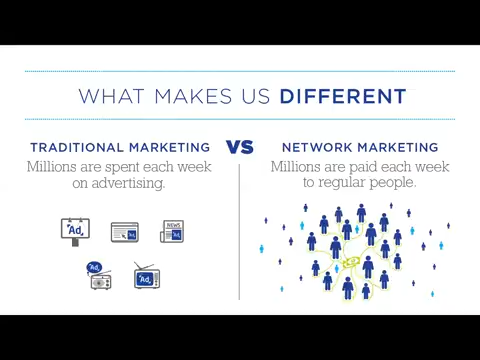 WHAT MAKES US DIFFERENT
TRADITIONAL MARKETING
Millions are spent each week
on advertising.
VS
NETWORK MARKETING
Millions are paid each week
to regular people.
Ad
Ad
NEWS
Ad
Ad
Ad